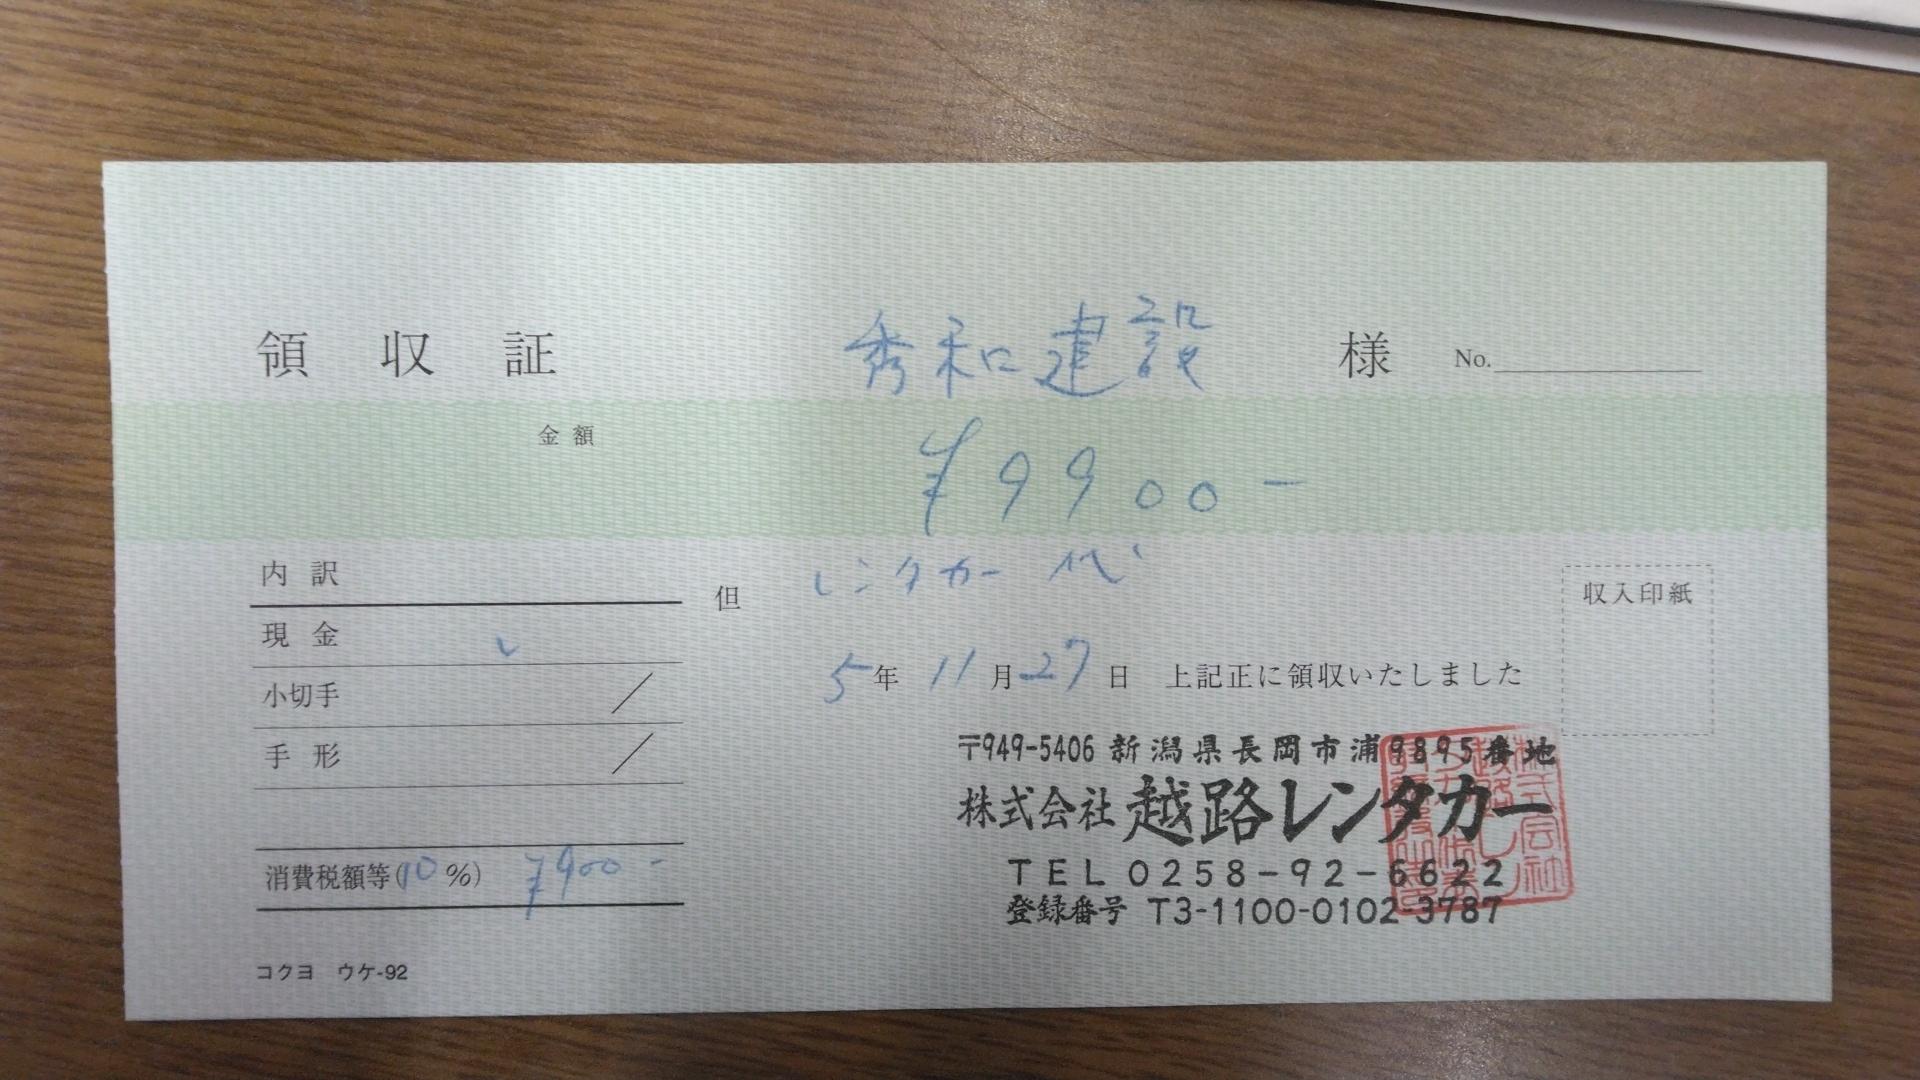 領収証 秀和建設 様 No.
金額 ¥9900-
内訳
但 レンタカー代
収入印紙
現金 レ
5年11月27日 上記正に領収いたしました
小切手 /
手形 /
〒949-5406 新潟県長岡市浦9895番地
株式会社 越路レンタカー
消費税額等(10%) ¥900-
TEL 0258-92-6622
登録番号 T3-1100-0102-3787
コクヨ ウケ-92